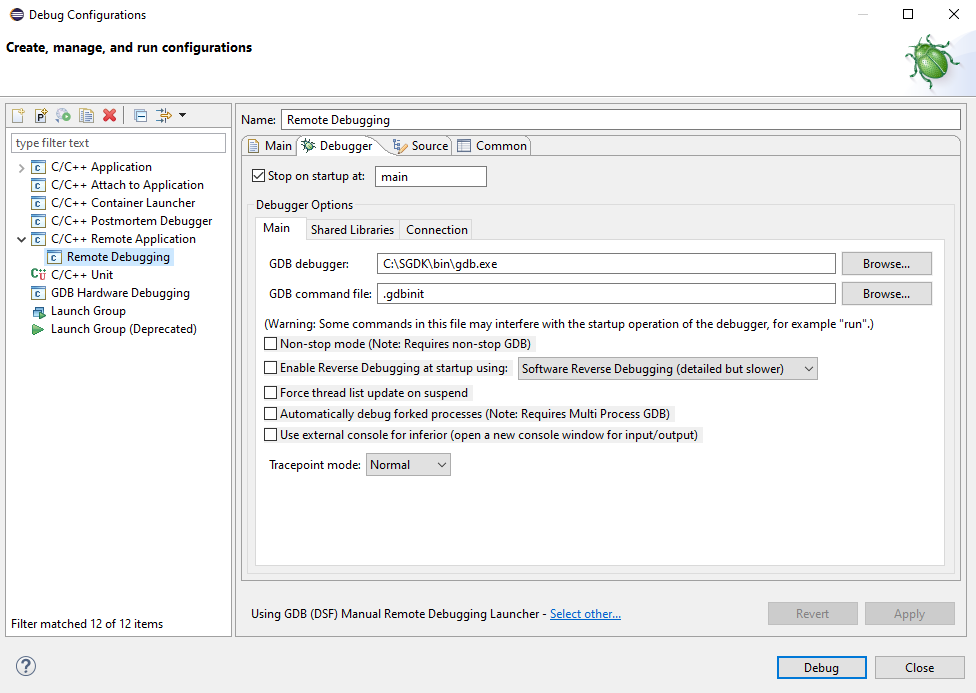 Debug Configurations
Create, manage, and run configurations
type filter text
C/C++ Application
C/C++ Attach to Application
C/C++ Container Launcher
C/C++ Postmortem Debugger
C/C++ Remote Application
Remote Debugging
C/C++ Unit
GDB Hardware Debugging
Launch Group
Launch Group (Deprecated)
Filter matched 12 of 12 items
Name: Remote Debugging
Main Debugger Source Common
Stop on startup at: main
Debugger Options
Main Shared Libraries Connection
GDB debugger: C:\SGDK\bin\gdb.exe Browse...
GDB command file: .gdbinit Browse...
(Warning: Some commands in this file may interfere with the startup operation of the debugger, for example "run".)
Non-stop mode (Note: Requires non-stop GDB)
Enable Reverse Debugging at startup using: Software Reverse Debugging (detailed but slower)
Force thread list update on suspend
Automatically debug forked processes (Note: Requires Multi Process GDB)
Use external console for inferior (open a new console window for input/output)
Tracepoint mode: Normal
Using GDB (DSF) Manual Remote Debugging Launcher - Select other...
Revert Apply
Debug Close